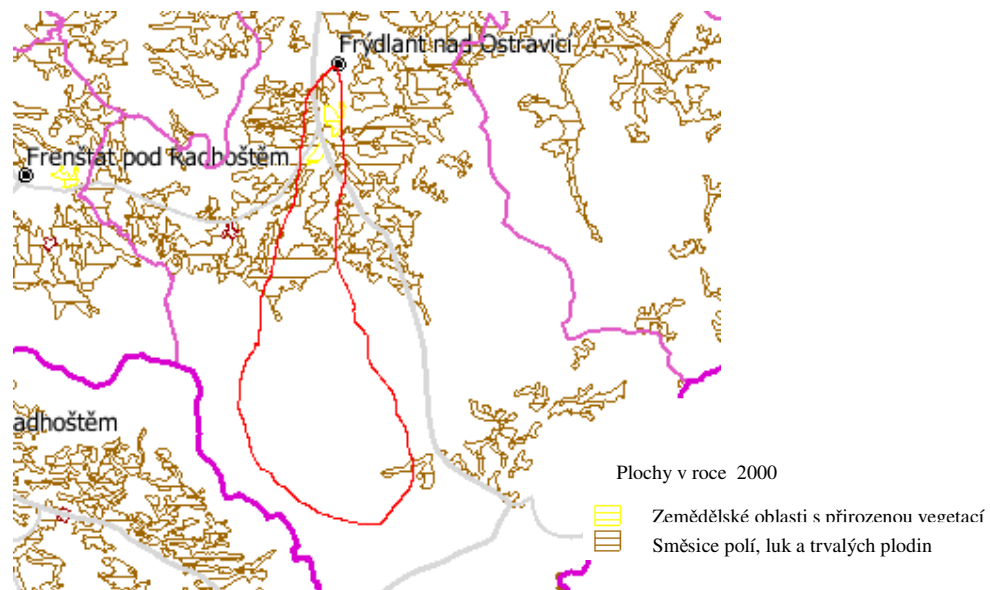 Frýdlant nad Ostravicí
Frenštát pod Radhoštěm
adhoštěm
Plochy v roce 2000
Zemědělské oblasti s přirozenou vegetací
Směsice polí, luk a trvalých plodin